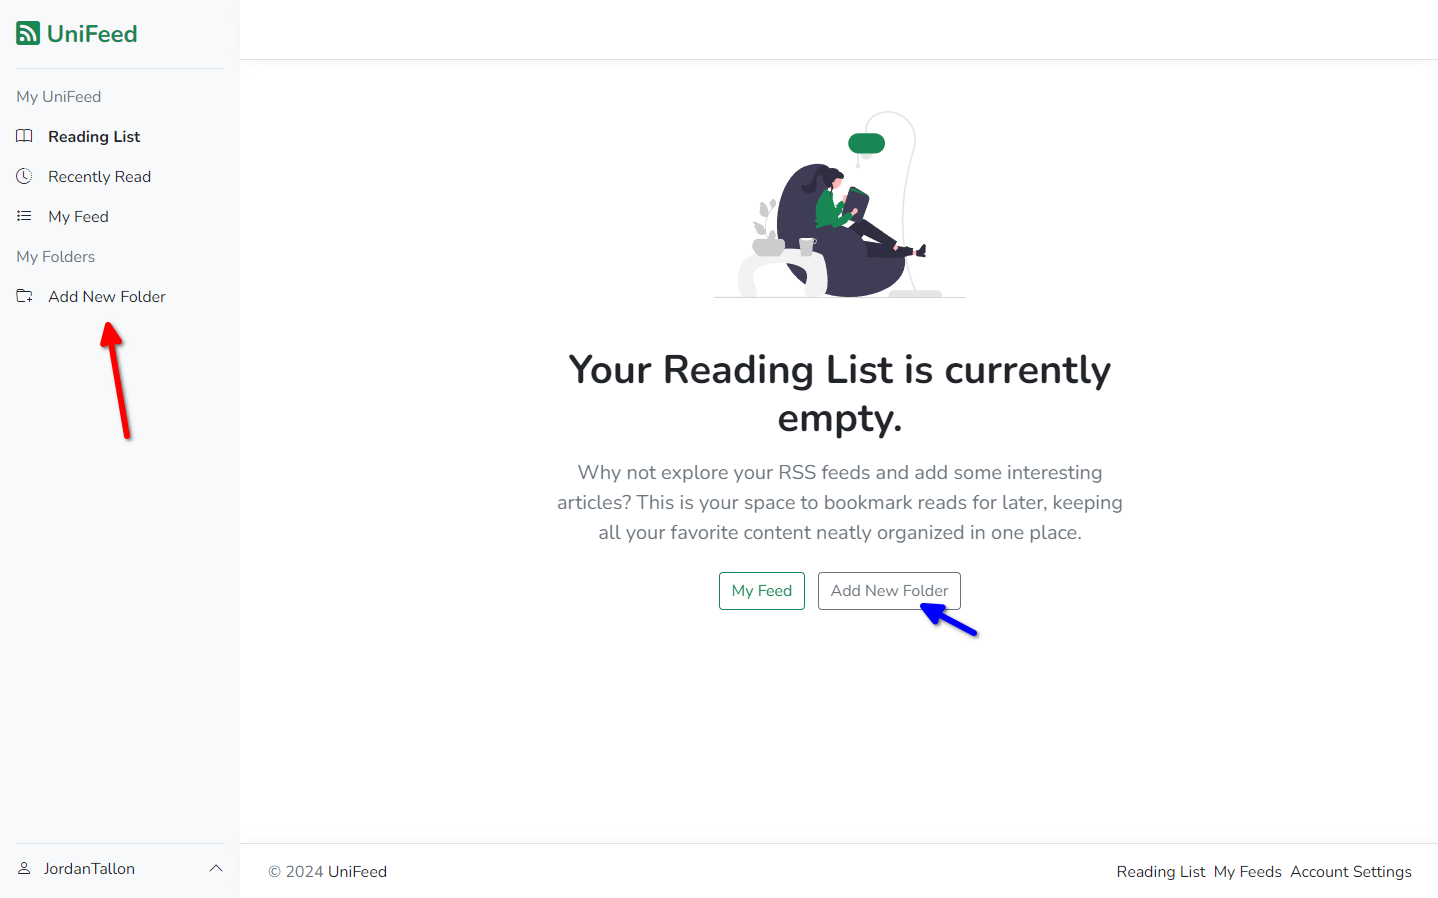 UniFeed
My UniFeed
Reading List
Recently Read
My Feed
My Folders
Add New Folder
JordanTallon
Your Reading List is currently
empty.
Why not explore your RSS feeds and add some interesting
articles? This is your space to bookmark reads for later, keeping
all your favorite content neatly organized in one place.
My Feed Add New Folder
© 2024 UniFeed
Reading List My Feeds Account Settings